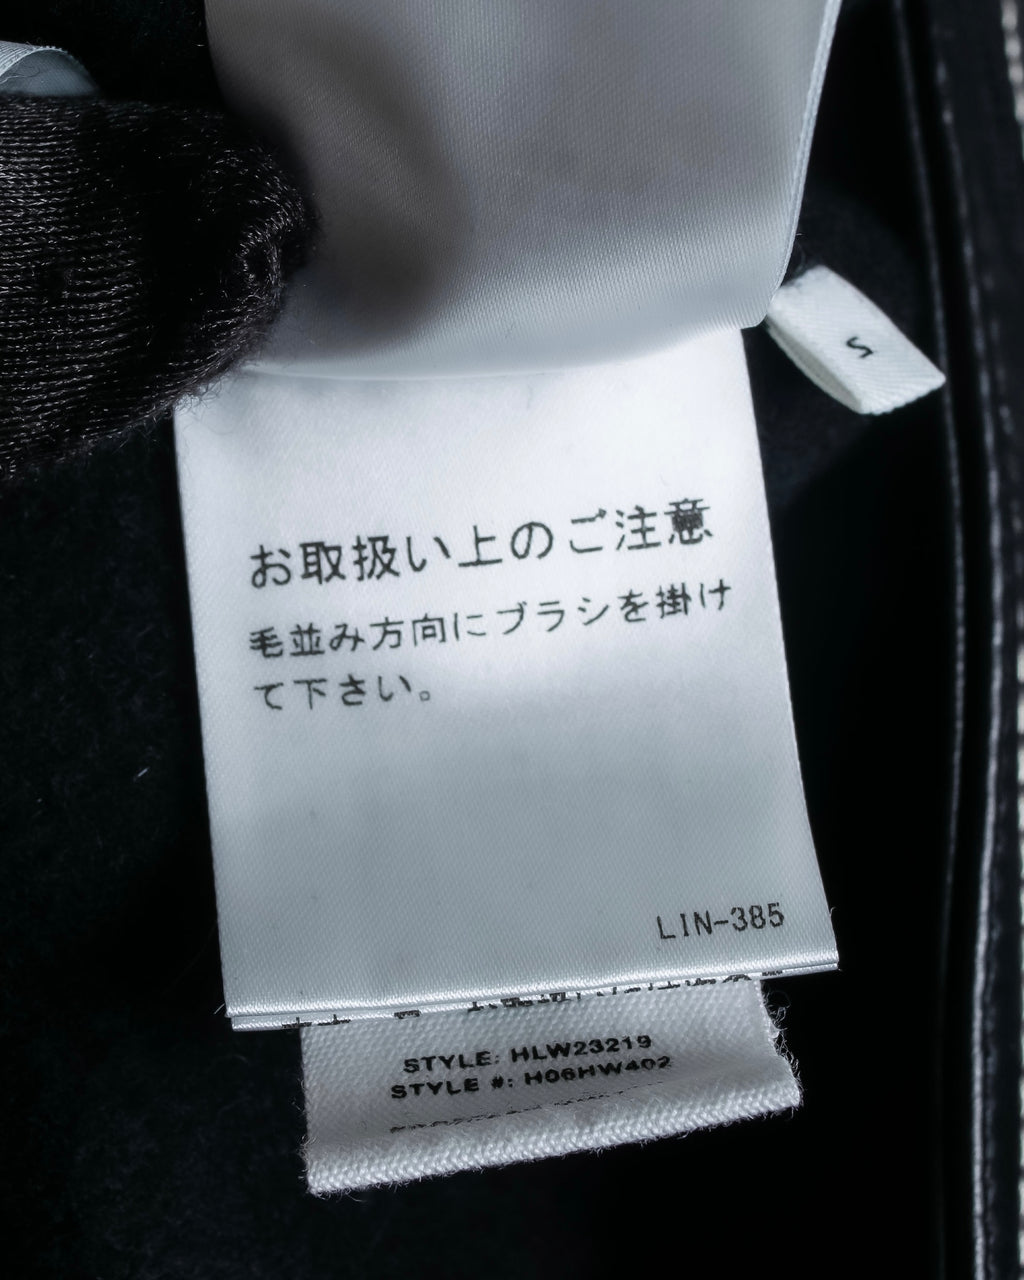 S
お取扱い上のご注意
毛並み方向にブラシを掛け
て下さい。
LIN-385
STYLE: HLW23219
STYLE #: H06HW402